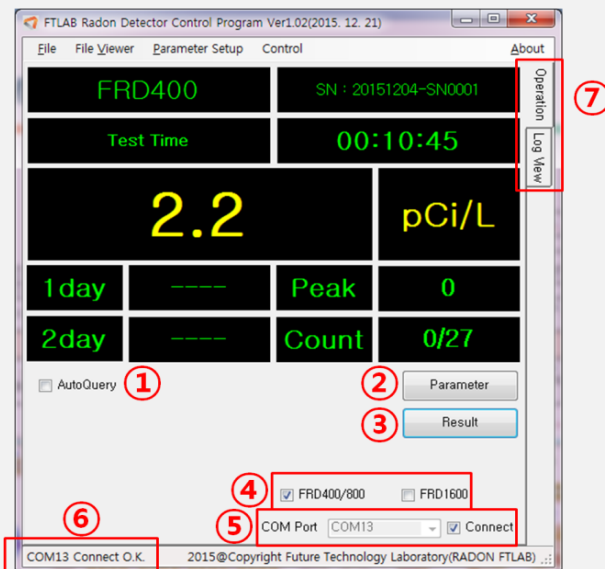 FTLAB Radon Detector Control Program Ver1.02(2015. 12. 21)
File File Viewer Parameter Setup Control About
FRD400 SN : 20151204-SN0001
Operation
Log View
⑦
Test Time 00:10:45
2.2 pCi/L
1day ---- Peak 0
2day ---- Count 0/27
AutoQuery ① ② Parameter
③ Result
④ FRD400/800 FRD1600
⑥ ⑤ COM Port COM13 Connect
COM13 Connect O.K. 2015@Copyright Future Technology Laboratory(RADON FTLAB)